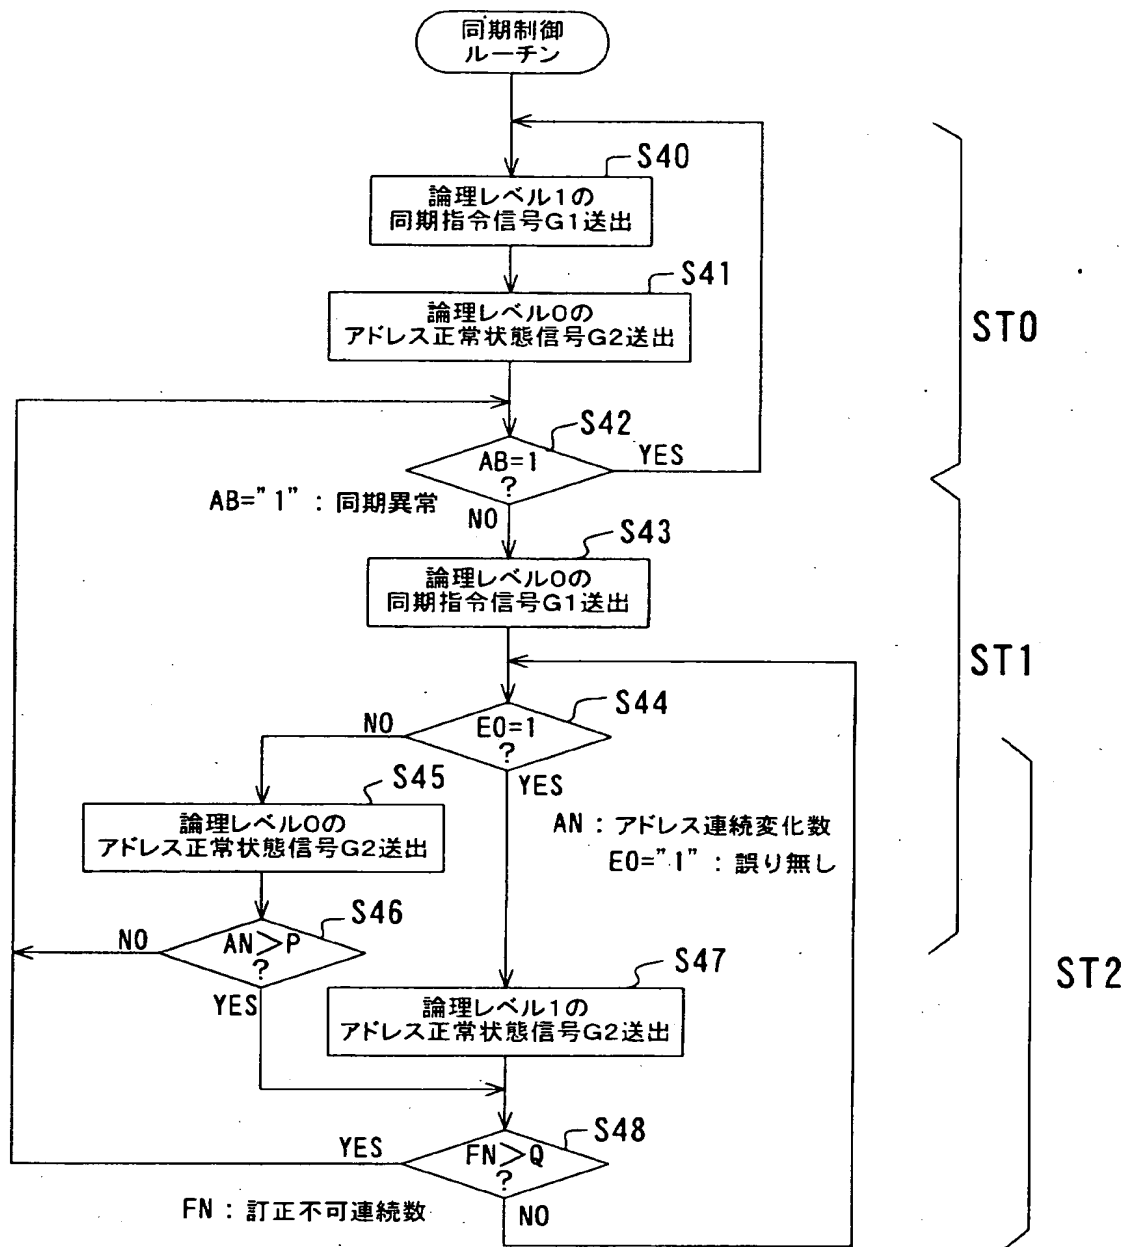 同期制御
ルーチン
S40
論理レベル1の
同期指令信号G1送出
S41
論理レベル0の
アドレス正常状態信号G2送出
ST0
S42
AB=1
?
YES
AB="1" : 同期異常
NO
S43
論理レベル0の
同期指令信号G1送出
ST1
S44
NO
E0=1
?
YES
S45
論理レベル0の
アドレス正常状態信号G2送出
AN : アドレス連続変化数
E0="1" : 誤り無し
S46
NO
AN>P
?
YES
S47
論理レベル1の
アドレス正常状態信号G2送出
ST2
S48
YES
FN>Q
?
FN : 訂正不可連続数
NO